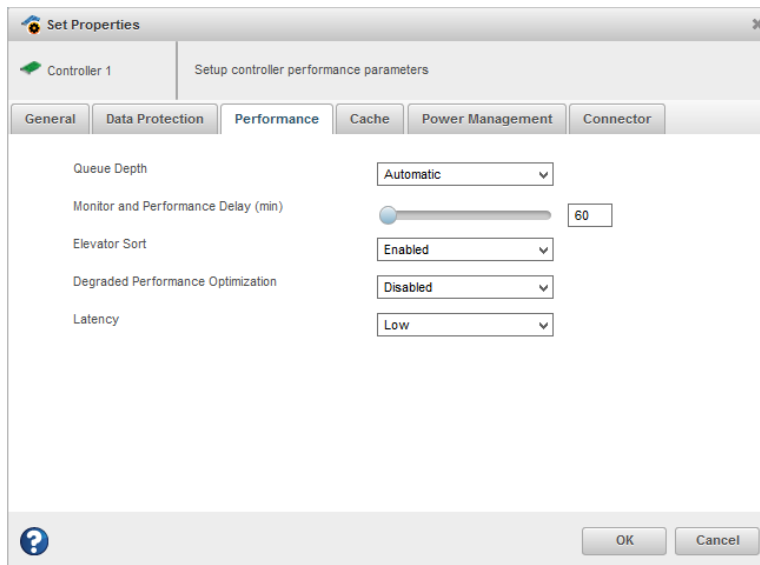 Set Properties
Controller 1
Setup controller performance parameters
General Data Protection Performance Cache Power Management Connector
Queue Depth Automatic
Monitor and Performance Delay (min) 60
Elevator Sort Enabled
Degraded Performance Optimization Disabled
Latency Low
? OK Cancel